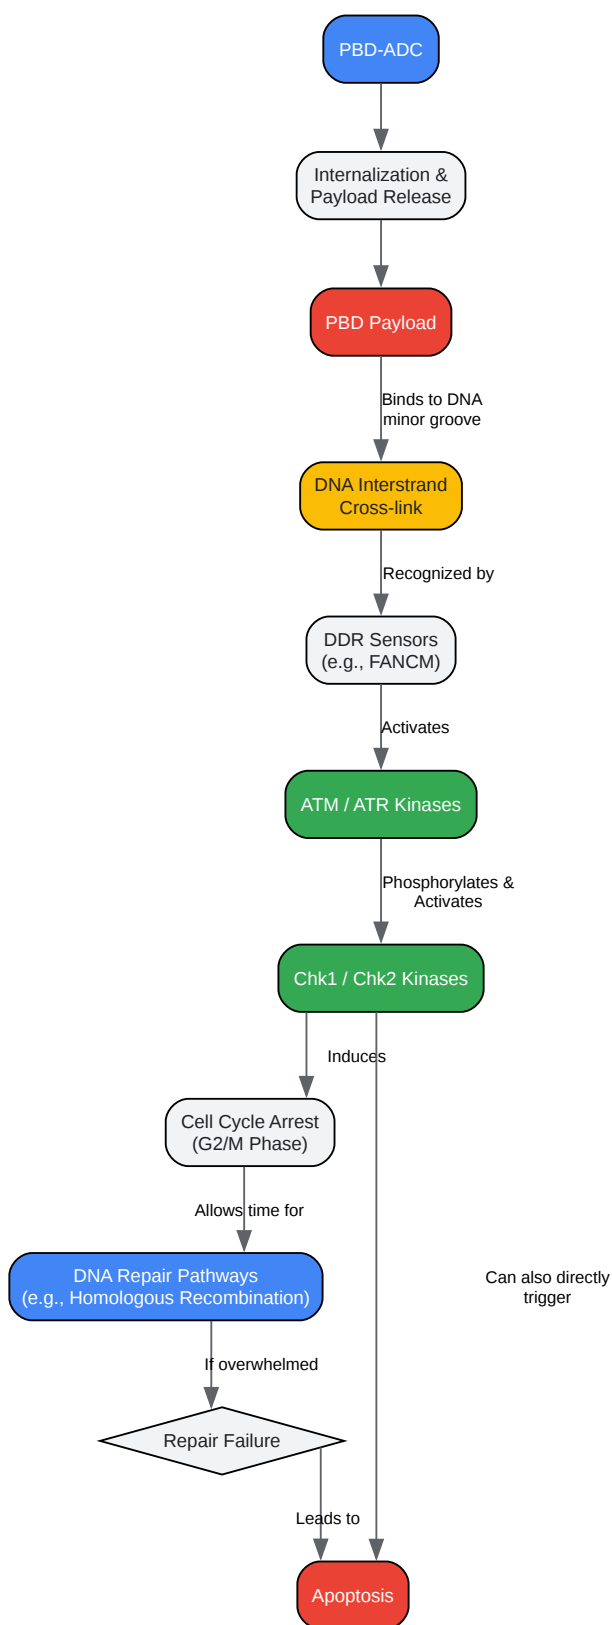 PBD-ADC
Internalization &
Payload Release
PBD Payload
Binds to DNA
minor groove
DNA Interstrand
Cross-link
Recognized by
DDR Sensors
(e.g., FANCM)
Activates
ATM / ATR Kinases
Phosphorylates &
Activates
Chk1 / Chk2 Kinases
Induces
Cell Cycle Arrest
(G2/M Phase)
Allows time for
DNA Repair Pathways
(e.g., Homologous Recombination)
Can also directly
trigger
If overwhelmed
Repair Failure
Leads to
Apoptosis